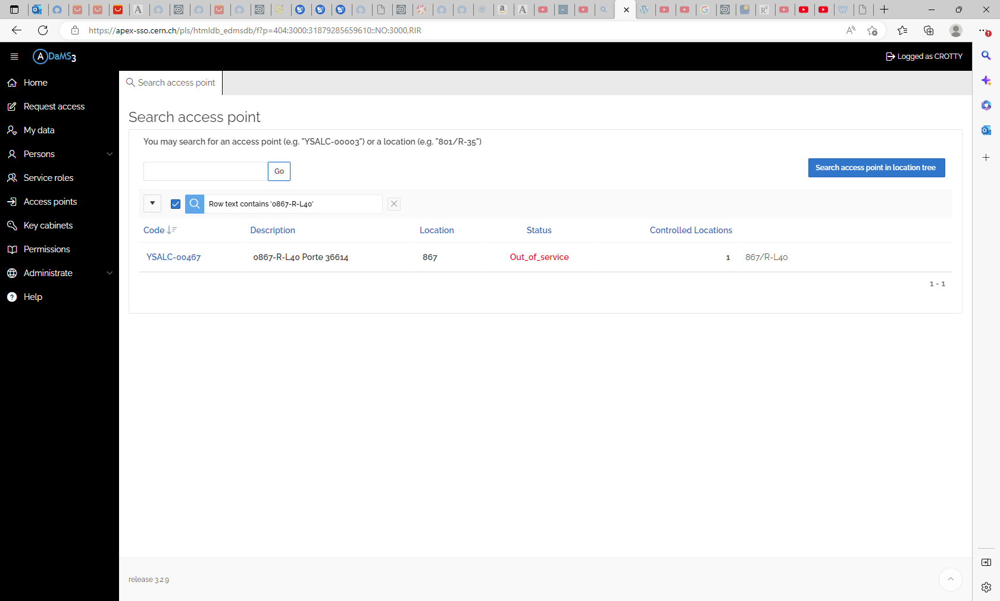 https://apex-sso.cern.ch/pls/htmldb_edmsdb/f?p=404:3000:31879285659610::NO:3000,RIR
ADaMS3
Logged as CROTTY
Home
Request access
My data
Persons
Service roles
Access points
Key cabinets
Permissions
Administrate
Help
Search access point
Search access point
You may search for an access point (e.g. "YSALC-00003") or a location (e.g. "801/R-35")
Go
Search access point in location tree
Row text contains '0867-R-L40'
Code Description Location Status Controlled Locations
YSALC-00467 0867-R-L40 Porte 36614 867 Out_of_service 1 867/R-L40
1 - 1
release 3.2.9